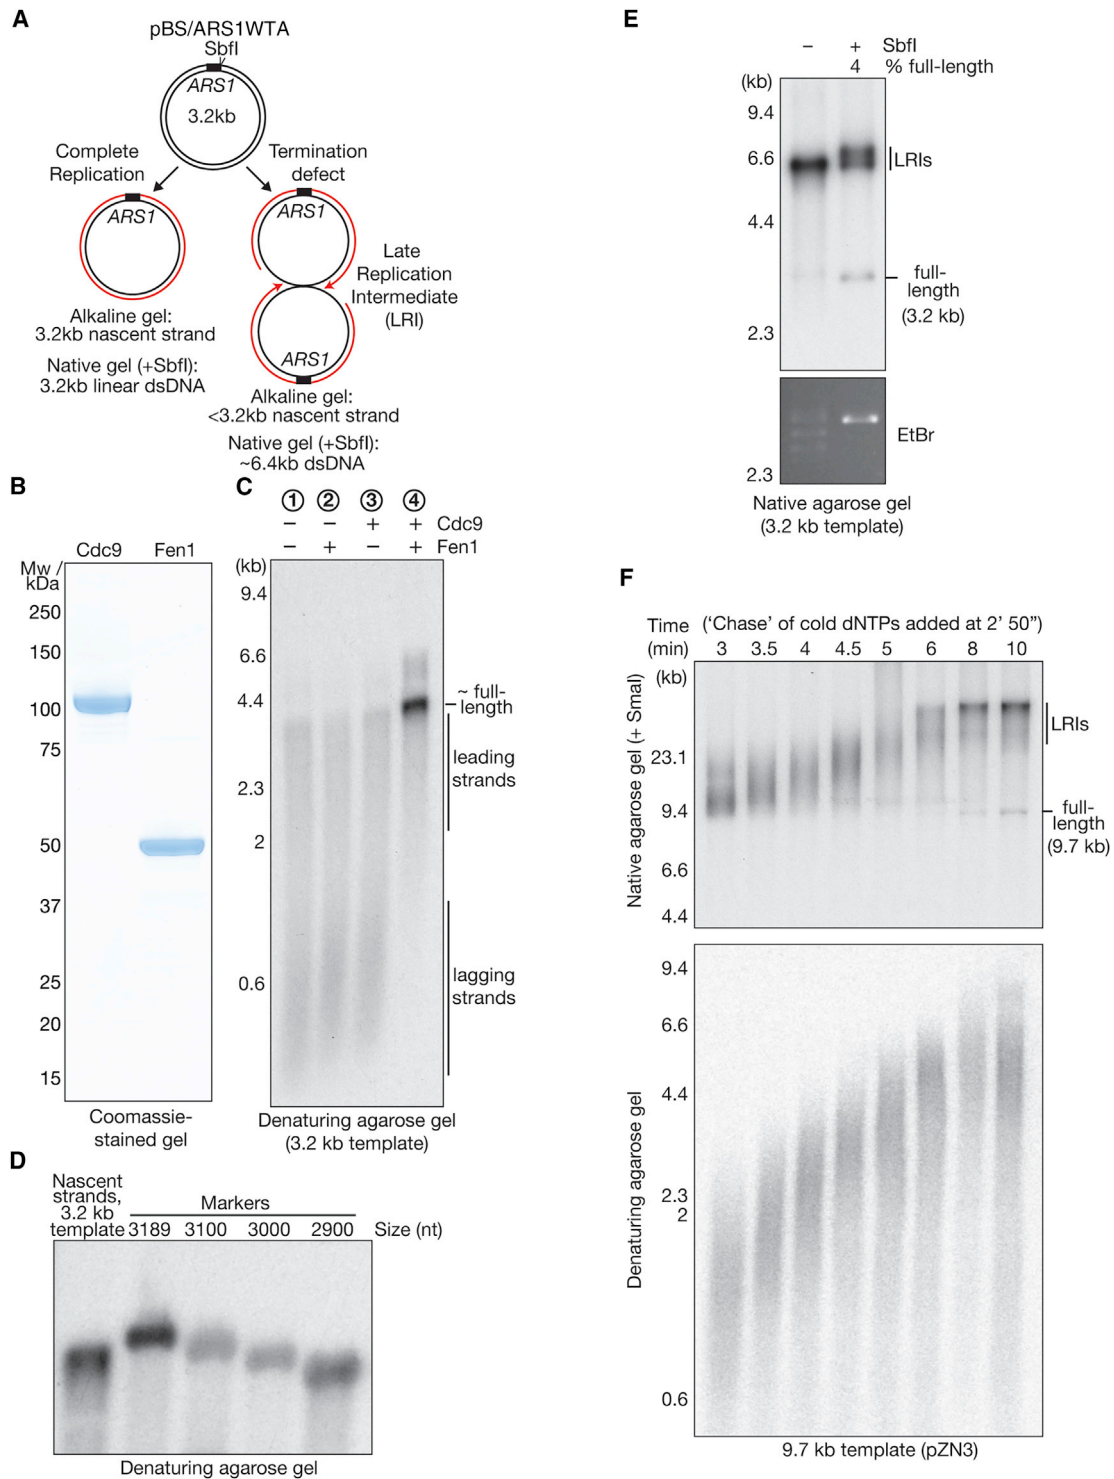 A
pBS/ARS1WTA
SbfI
ARS1
3.2kb
Complete
Replication
Termination
defect
ARS1
ARS1
Late
Replication
Intermediate
(LRI)
ARS1
Alkaline gel:
3.2kb nascent strand
Native gel (+SbfI):
3.2kb linear dsDNA
Alkaline gel:
<3.2kb nascent strand
Native gel (+SbfI):
~6.4kb dsDNA
B
Cdc9 Fen1
Mw /
kDa
250
150
100
75
50
37
25
20
15
Coomassie-
stained gel
C
① ② ③ ④
− − + + Cdc9
− + − + Fen1
(kb)
9.4
6.6
4.4
2.3
2
0.6
~ full-
length
leading
strands
lagging
strands
Denaturing agarose gel
(3.2 kb template)
D
Nascent
strands,
3.2 kb
template
Markers
3189 3100 3000 2900 Size (nt)
Denaturing agarose gel
E
− + SbfI
4 % full-length
(kb)
9.4
6.6
4.4
2.3
LRIs
full-
length
(3.2 kb)
EtBr
2.3
Native agarose gel
(3.2 kb template)
F
Time
(min)
(‘Chase’ of cold dNTPs added at 2’ 50”)
3 3.5 4 4.5 5 6 8 10
(kb)
23.1
9.4
6.6
4.4
Native agarose gel (+ SmaI)
LRIs
full-
length
(9.7 kb)
9.4
6.6
4.4
2.3
2
0.6
Denaturing agarose gel
9.7 kb template (pZN3)